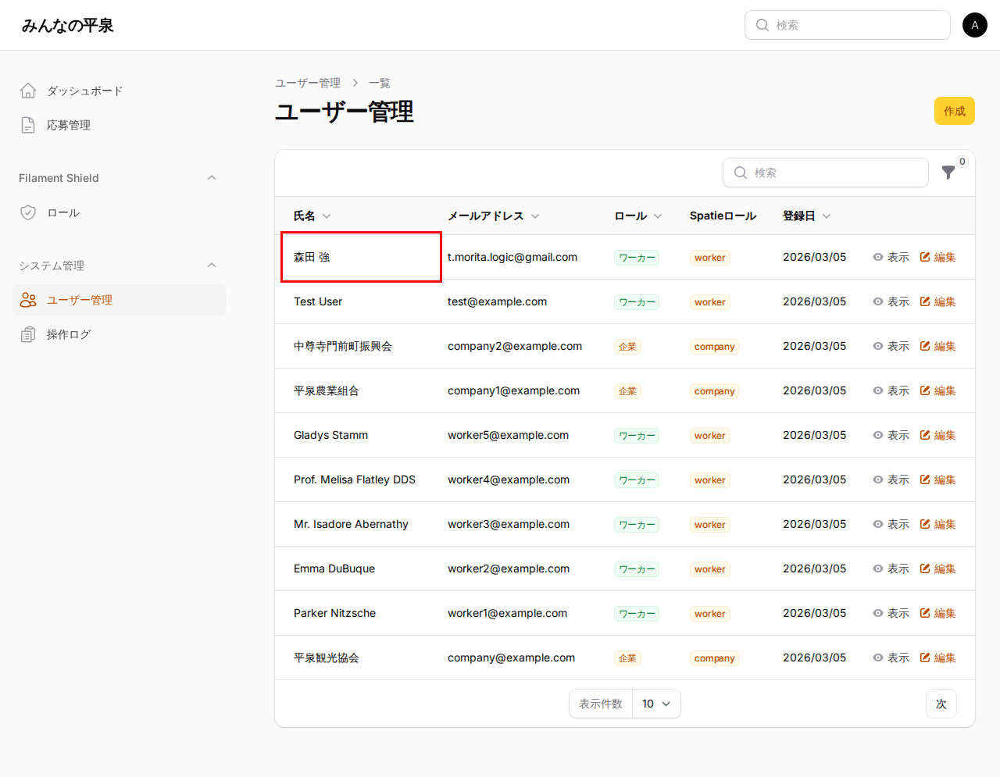 みんなの平泉
検索
A
ダッシュボード
応募管理
Filament Shield
ロール
システム管理
ユーザー管理
操作ログ
ユーザー管理 一覧
ユーザー管理
作成
検索
0
氏名 メールアドレス ロール Spatieロール 登録日
森田 強 t.morita.logic@gmail.com ワーカー worker 2026/03/05 表示 編集
Test User test@example.com ワーカー worker 2026/03/05 表示 編集
中尊寺門前町振興会 company2@example.com 企業 company 2026/03/05 表示 編集
平泉農業組合 company1@example.com 企業 company 2026/03/05 表示 編集
Gladys Stamm worker5@example.com ワーカー worker 2026/03/05 表示 編集
Prof. Melisa Flatley DDS worker4@example.com ワーカー worker 2026/03/05 表示 編集
Mr. Isadore Abernathy worker3@example.com ワーカー worker 2026/03/05 表示 編集
Emma DuBuque worker2@example.com ワーカー worker 2026/03/05 表示 編集
Parker Nitzsche worker1@example.com ワーカー worker 2026/03/05 表示 編集
平泉観光協会 company@example.com 企業 company 2026/03/05 表示 編集
表示件数 10
次